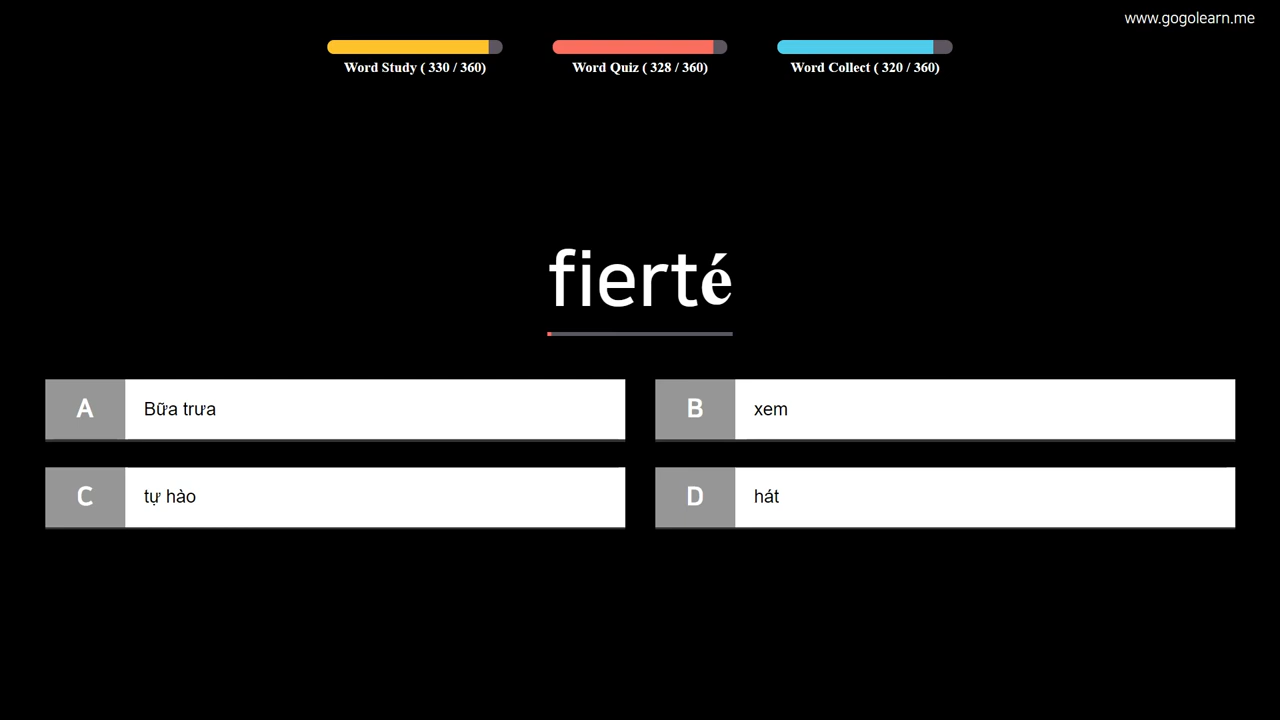 www.gogolearn.me
Word Study ( 330 / 360)
Word Quiz ( 328 / 360)
Word Collect ( 320 / 360)
fierté
A Bữa trưa
B xem
C tự hào
D hát